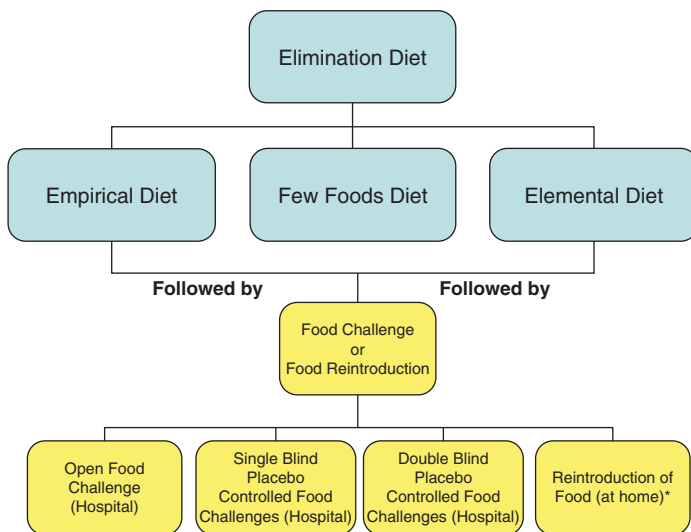 Elimination Diet
Empirical Diet
Few Foods Diet
Elemental Diet
Followed by
Followed by
Food Challenge
or
Food Reintroduction
Open Food
Challenge
(Hospital)
Single Blind
Placebo
Controlled Food
Challenges (Hospital)
Double Blind
Placebo
Controlled Food
Challenges (Hospital)
Reintroduction of
Food (at home)*